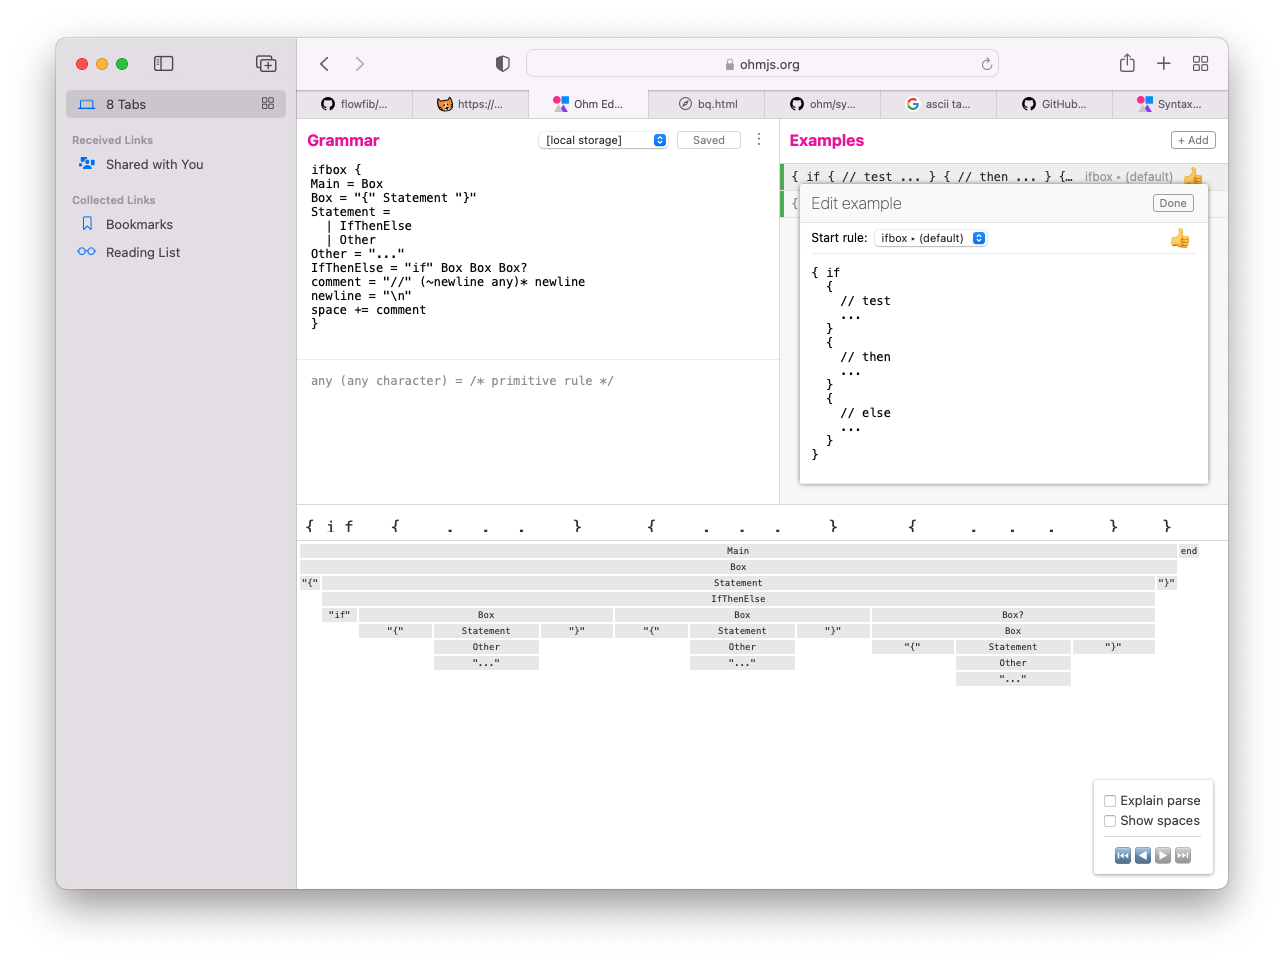 ohmjs.org
8 Tabs
Received Links
Shared with You
Collected Links
Bookmarks
Reading List
flowfib/...
https://...
Ohm Ed...
bq.html
ohm/sy...
ascii ta...
GitHub...
Syntax...
Grammar
[local storage]
Saved
ifbox {
Main = Box
Box = "{" Statement "}"
Statement =
| IfThenElse
| Other
Other = "..."
IfThenElse = "if" Box Box Box?
comment = "//" (~newline any)* newline
newline = "\n"
space += comment
}
any (any character) = /* primitive rule */
Examples
+ Add
{ if { // test ... } { // then ... } {… ifbox ▸ (default)
{
Edit example
Done
Start rule: ifbox ▸ (default)
{ if
{
// test
...
}
{
// then
...
}
{
// else
...
}
}
{ i f { . . . } { . . . } { . . . } }
Main end
Box
"{" Statement "}"
IfThenElse
"if" Box Box Box?
"{" Statement "}" "{" Statement "}" Box
Other Other "{" Statement "}"
"..." "..." Other
"..."
Explain parse
Show spaces